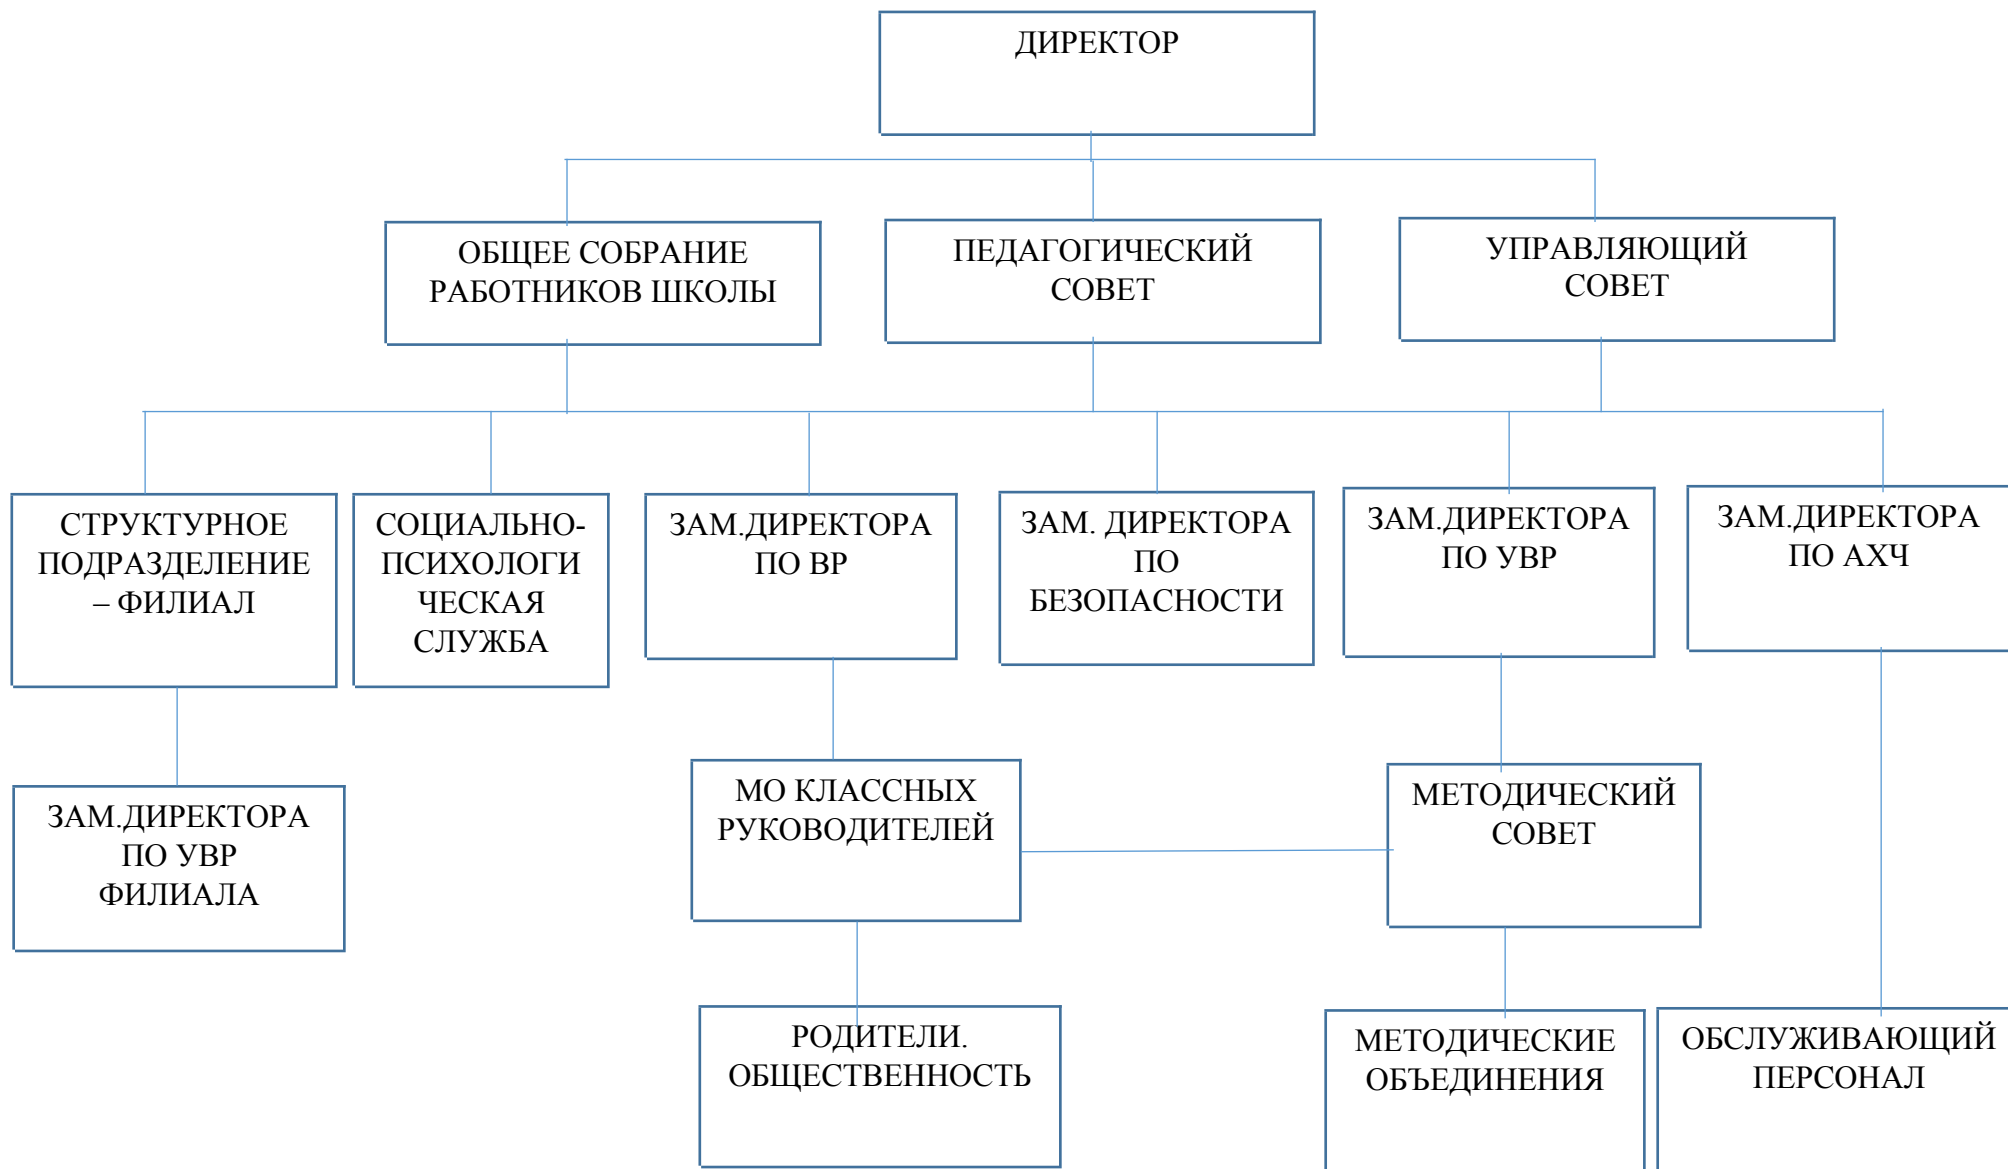 ДИРЕКТОР
ОБЩЕЕ СОБРАНИЕ
РАБОТНИКОВ ШКОЛЫ
ПЕДАГОГИЧЕСКИЙ
СОВЕТ
УПРАВЛЯЮЩИЙ
СОВЕТ
СТРУКТУРНОЕ
ПОДРАЗДЕЛЕНИЕ
– ФИЛИАЛ
СОЦИАЛЬНО-
ПСИХОЛОГИ
ЧЕСКАЯ
СЛУЖБА
ЗАМ.ДИРЕКТОРА
ПО ВР
ЗАМ. ДИРЕКТОРА
ПО
БЕЗОПАСНОСТИ
ЗАМ.ДИРЕКТОРА
ПО УВР
ЗАМ.ДИРЕКТОРА
ПО АХЧ
ЗАМ.ДИРЕКТОРА
ПО УВР
ФИЛИАЛА
МО КЛАССНЫХ
РУКОВОДИТЕЛЕЙ
МЕТОДИЧЕСКИЙ
СОВЕТ
РОДИТЕЛИ.
ОБЩЕСТВЕННОСТЬ
МЕТОДИЧЕСКИЕ
ОБЪЕДИНЕНИЯ
ОБСЛУЖИВАЮЩИЙ
ПЕРСОНАЛ